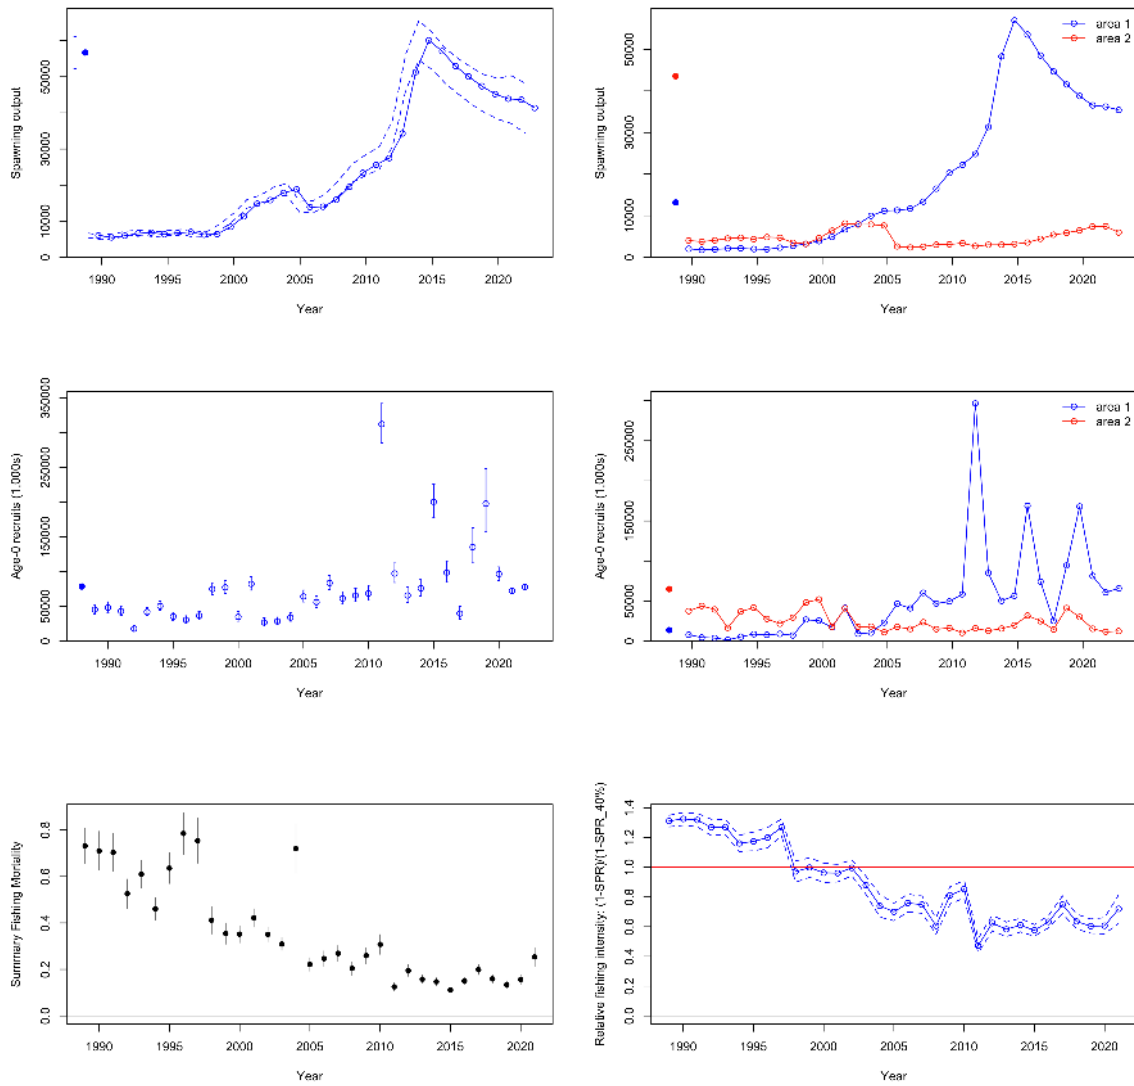 Spawning output
0 10000 30000 50000
1990 1995 2000 2005 2010 2015 2020
Year
Spawning output
0 10000 30000 50000
area 1
area 2
1990 1995 2000 2005 2010 2015 2020
Year
Age-0 recruits (1,000s)
0 50000 150000 250000 350000
1990 1995 2000 2005 2010 2015 2020
Year
Age-0 recruits (1,000s)
0 50000 150000 250000
area 1
area 2
1990 1995 2000 2005 2010 2015 2020
Year
Summary Fishing Mortality
0.0 0.2 0.4 0.6 0.8
1990 1995 2000 2005 2010 2015 2020
Year
Relative fishing intensity: (1-SPR)/(1-SPR_40%)
0.0 0.2 0.4 0.6 0.8 1.0 1.2 1.4
1990 1995 2000 2005 2010 2015 2020
Year